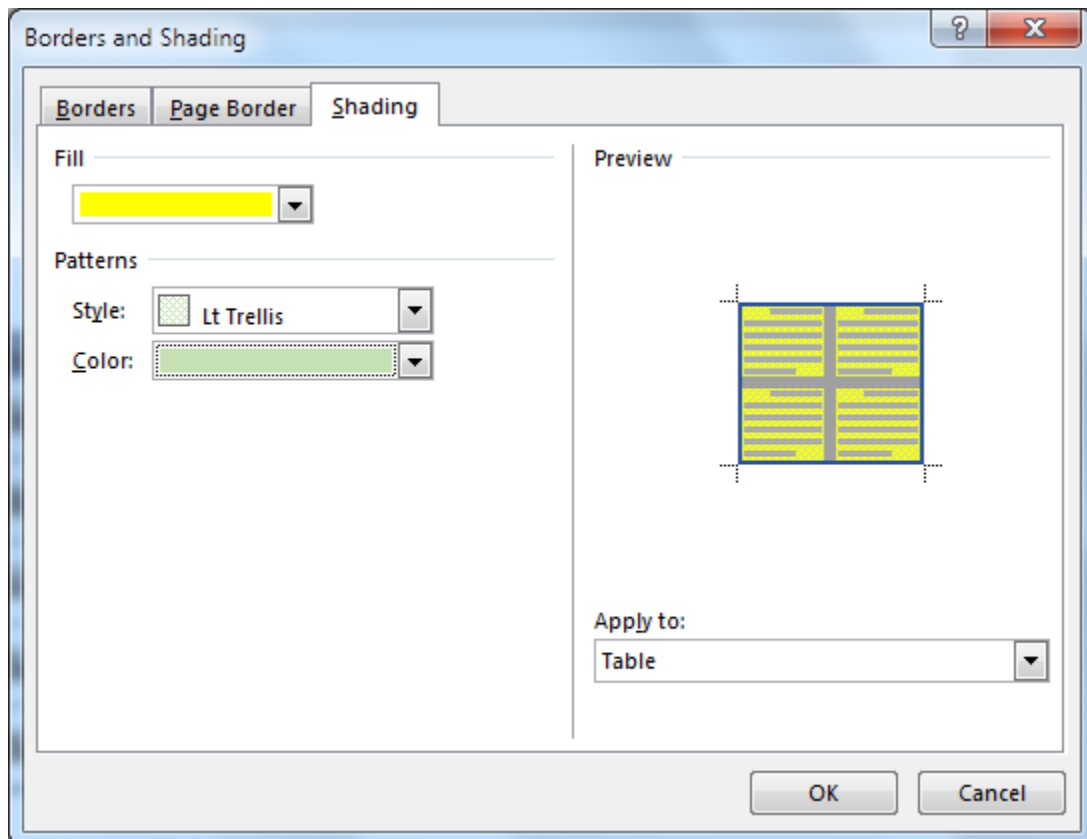 Borders and Shading
Borders
Page Border
Shading
Fill
Patterns
Style:
Lt Trellis
Color:
Preview
Apply to:
Table
OK
Cancel